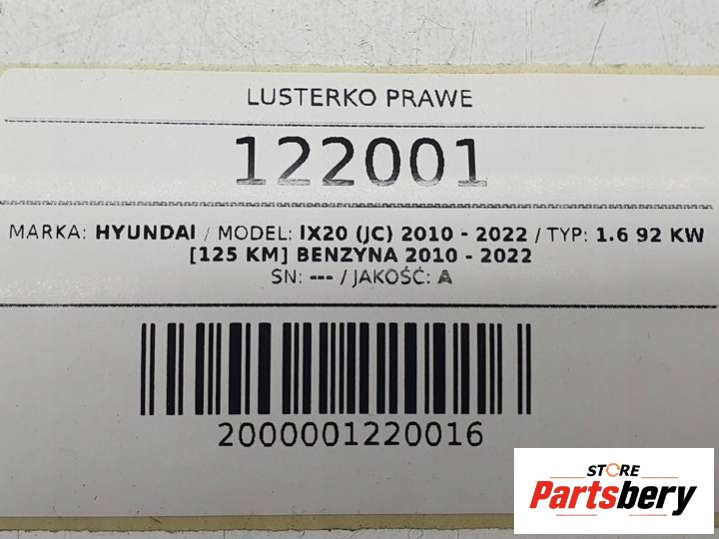 LUSTERKO PRAWE
122001
MARKA: HYUNDAI / MODEL: IX20 (JC) 2010 - 2022 / TYP: 1.6 92 KW
[125 KM] BENZYNA 2010 - 2022
SN: --- / JAKOŚĆ: A
2000001220016
STORE
Partsbery